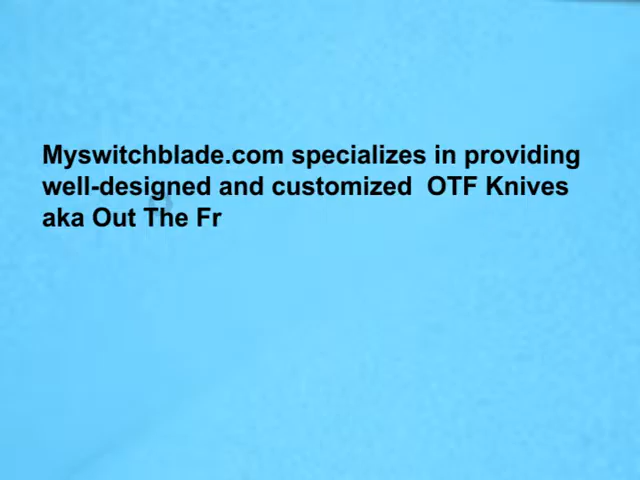 Myswitchblade.com specializes in providing
well-designed and customized  OTF Knives
aka Out The Fr